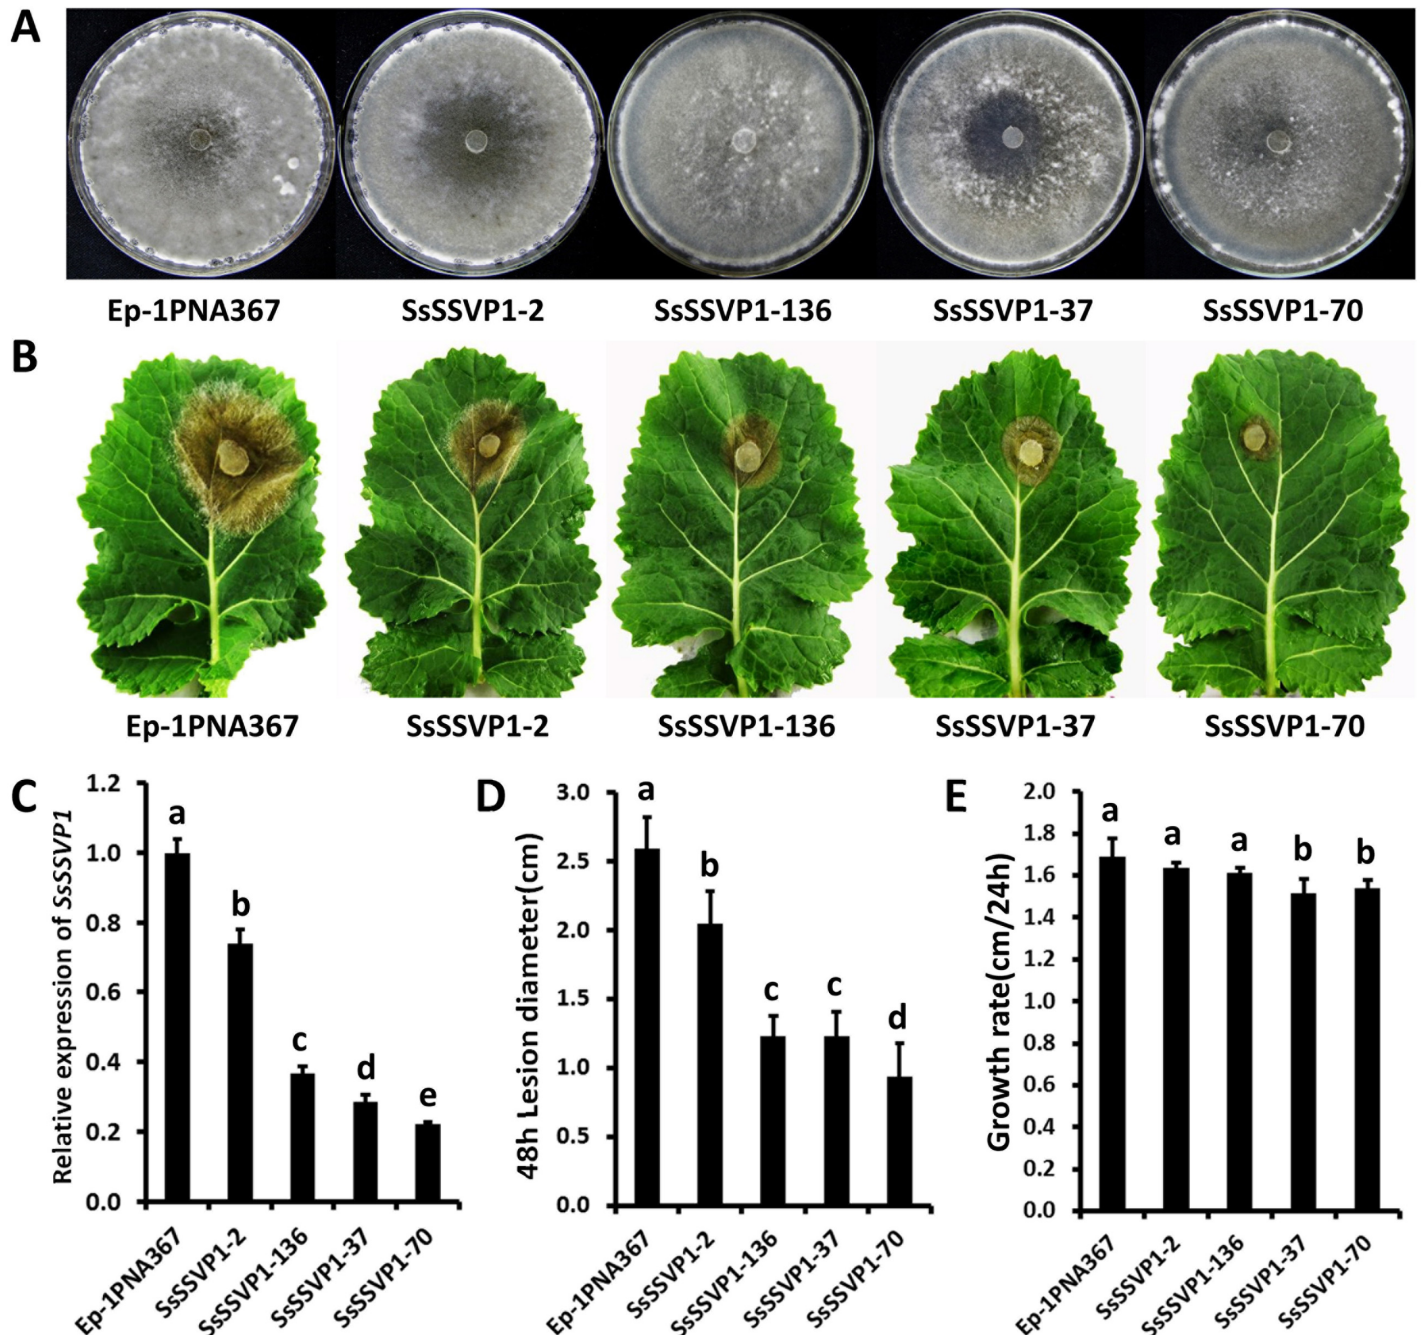 A
Ep-1PNA367 SsSSVP1-2 SsSSVP1-136 SsSSVP1-37 SsSSVP1-70
B
Ep-1PNA367 SsSSVP1-2 SsSSVP1-136 SsSSVP1-37 SsSSVP1-70
C
Relative expression of SsSSVP1
1.2
1.0
0.8
0.6
0.4
0.2
0.0
a
b
c
d
e
Ep-1PNA367
SsSSVP1-2
SsSSVP1-136
SsSSVP1-37
SsSSVP1-70
D
48h Lesion diameter(cm)
3.0
2.5
2.0
1.5
1.0
0.5
0.0
a
b
c
c
d
Ep-1PNA367
SsSSVP1-2
SsSSVP1-136
SsSSVP1-37
SsSSVP1-70
E
Growth rate(cm/24h)
2.0
1.8
1.6
1.4
1.2
1.0
0.8
0.6
0.4
0.2
0.0
a
a
a
b
b
Ep-1PNA367
SsSSVP1-2
SsSSVP1-136
SsSSVP1-37
SsSSVP1-70